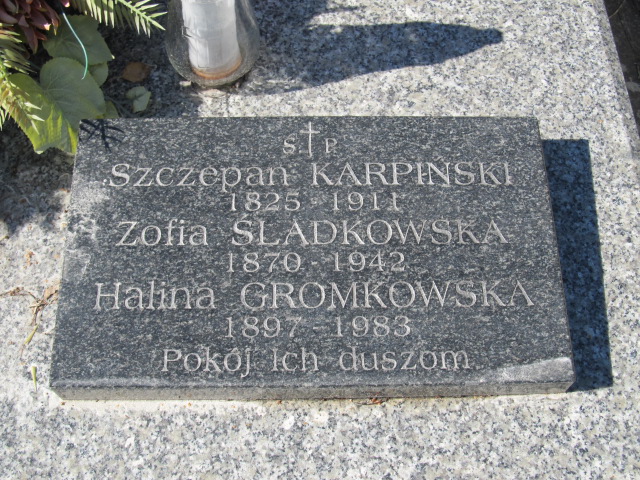 Ś † P
Szczepan KARPIŃSKI
1825 - 1911
Zofia ŚLADKOWSKA
1870 - 1942
Halina GROMKOWSKA
1897 - 1983
Pokój ich duszom